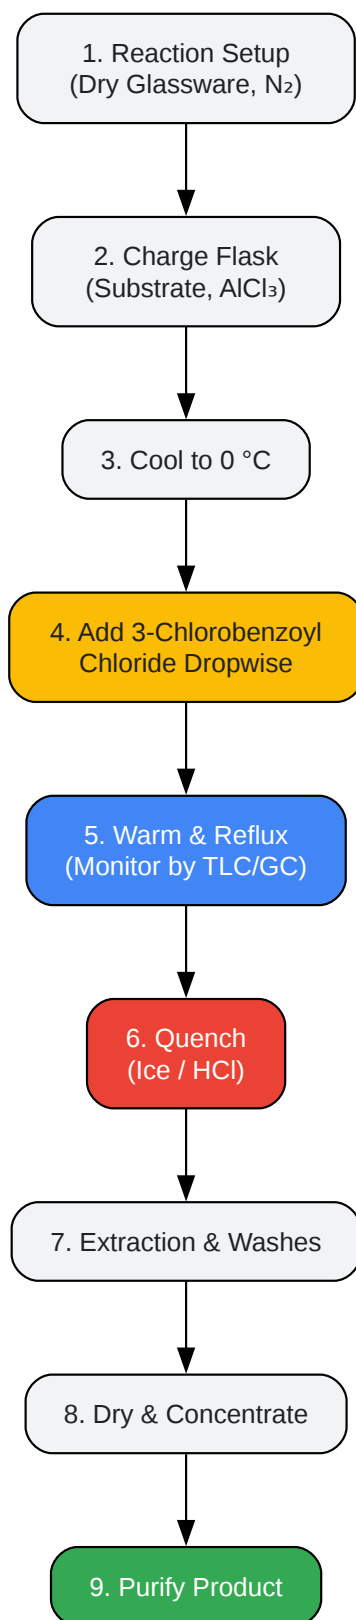 1. Reaction Setup
(Dry Glassware, N₂)
2. Charge Flask
(Substrate, AlCl₃)
3. Cool to 0 °C
4. Add 3-Chlorobenzoyl
Chloride Dropwise
5. Warm & Reflux
(Monitor by TLC/GC)
6. Quench
(Ice / HCl)
7. Extraction & Washes
8. Dry & Concentrate
9. Purify Product